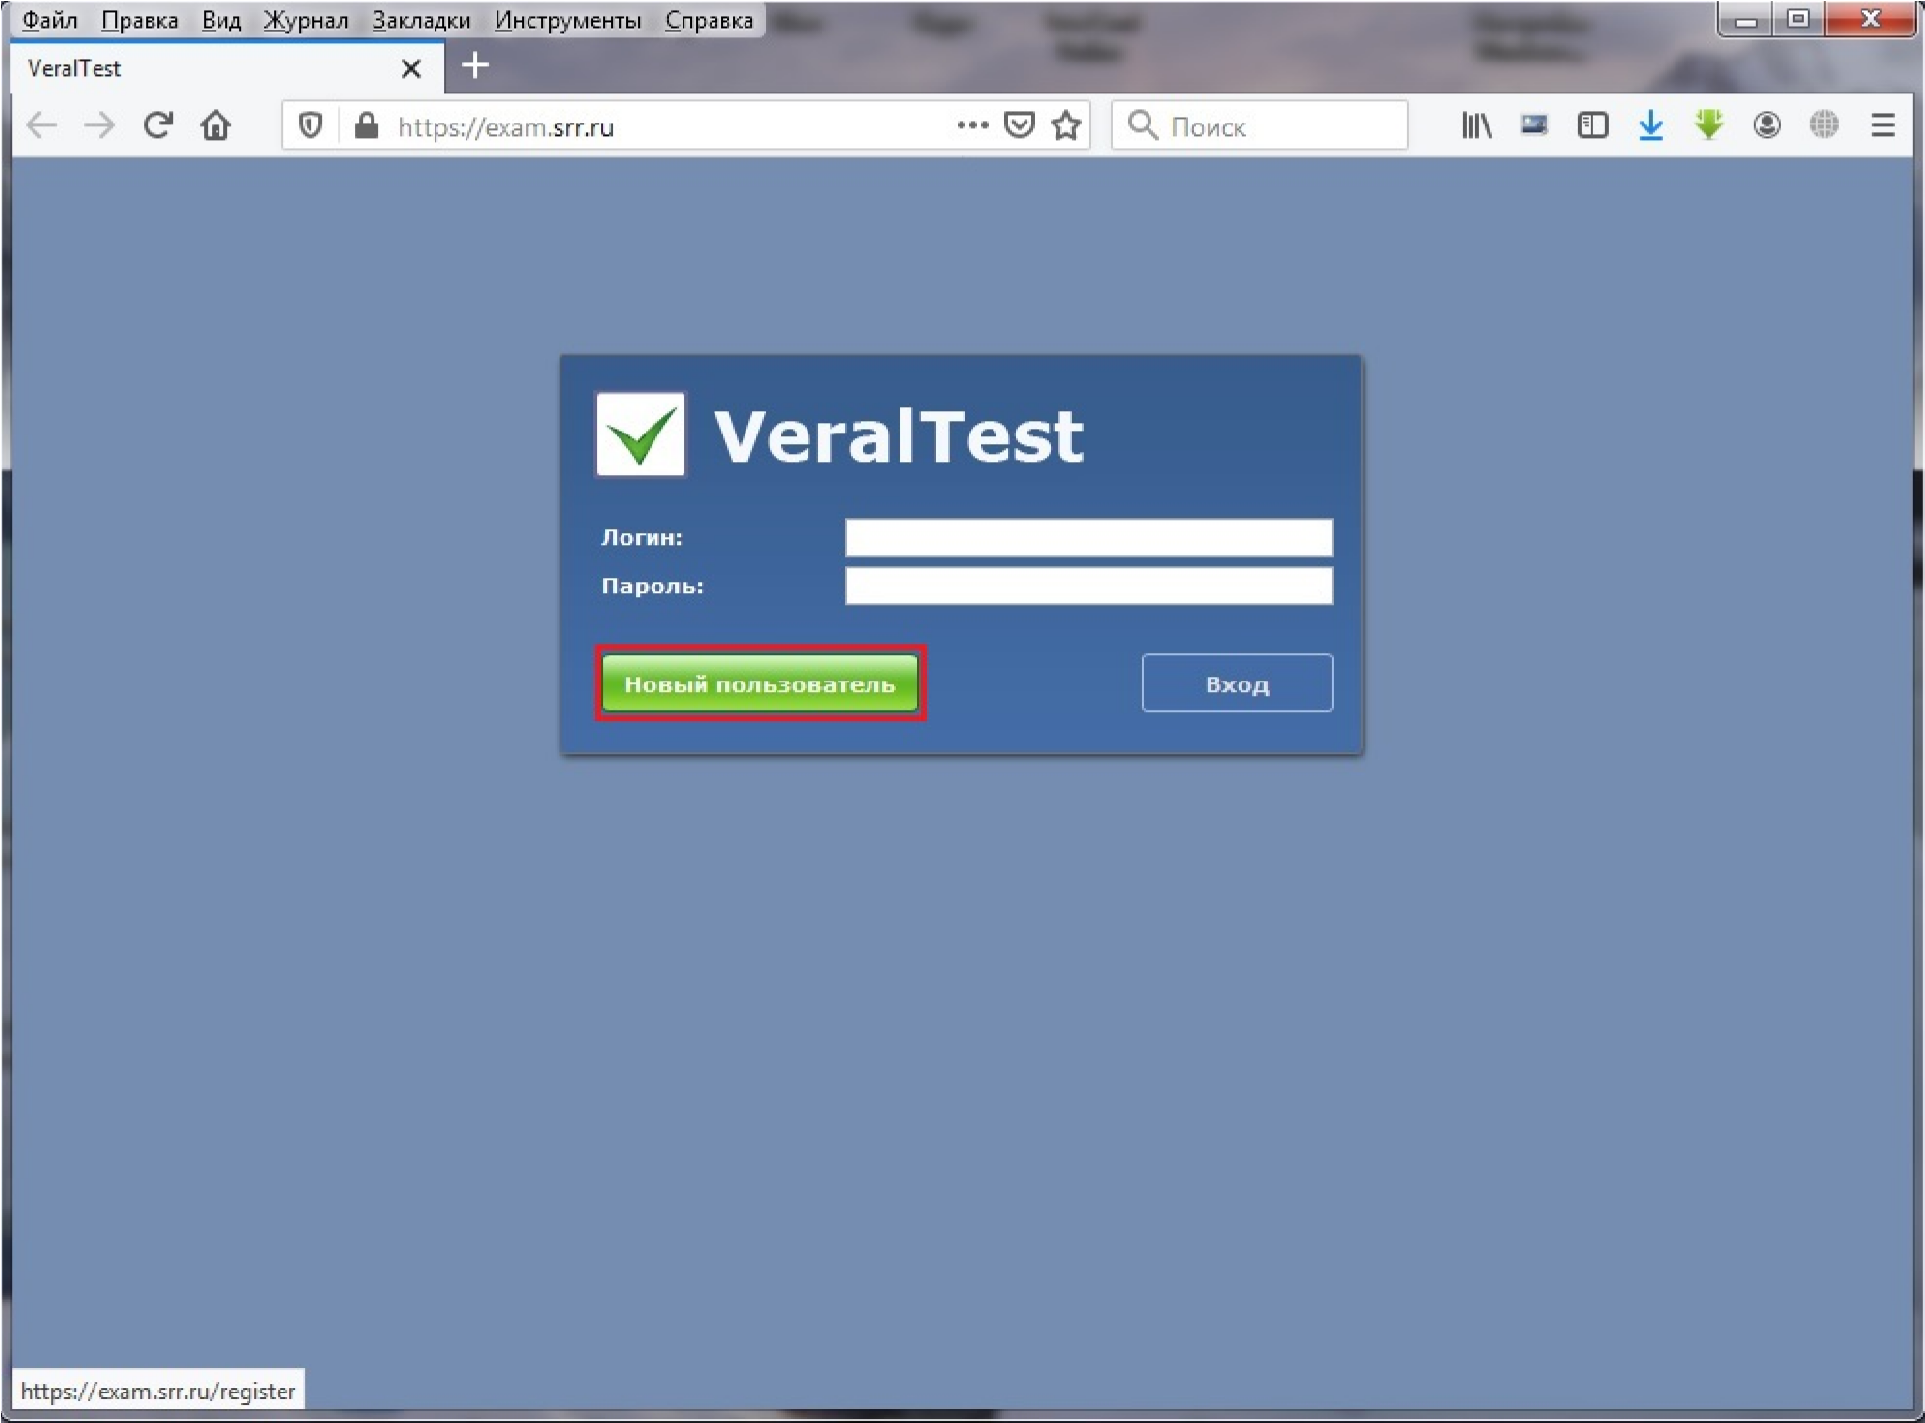 Файл Правка Вид Журнал Закладки Инструменты Справка
VeralTest
https://exam.srr.ru
Поиск
VeralTest
Логин:
Пароль:
Новый пользователь
Вход
https://exam.srr.ru/register